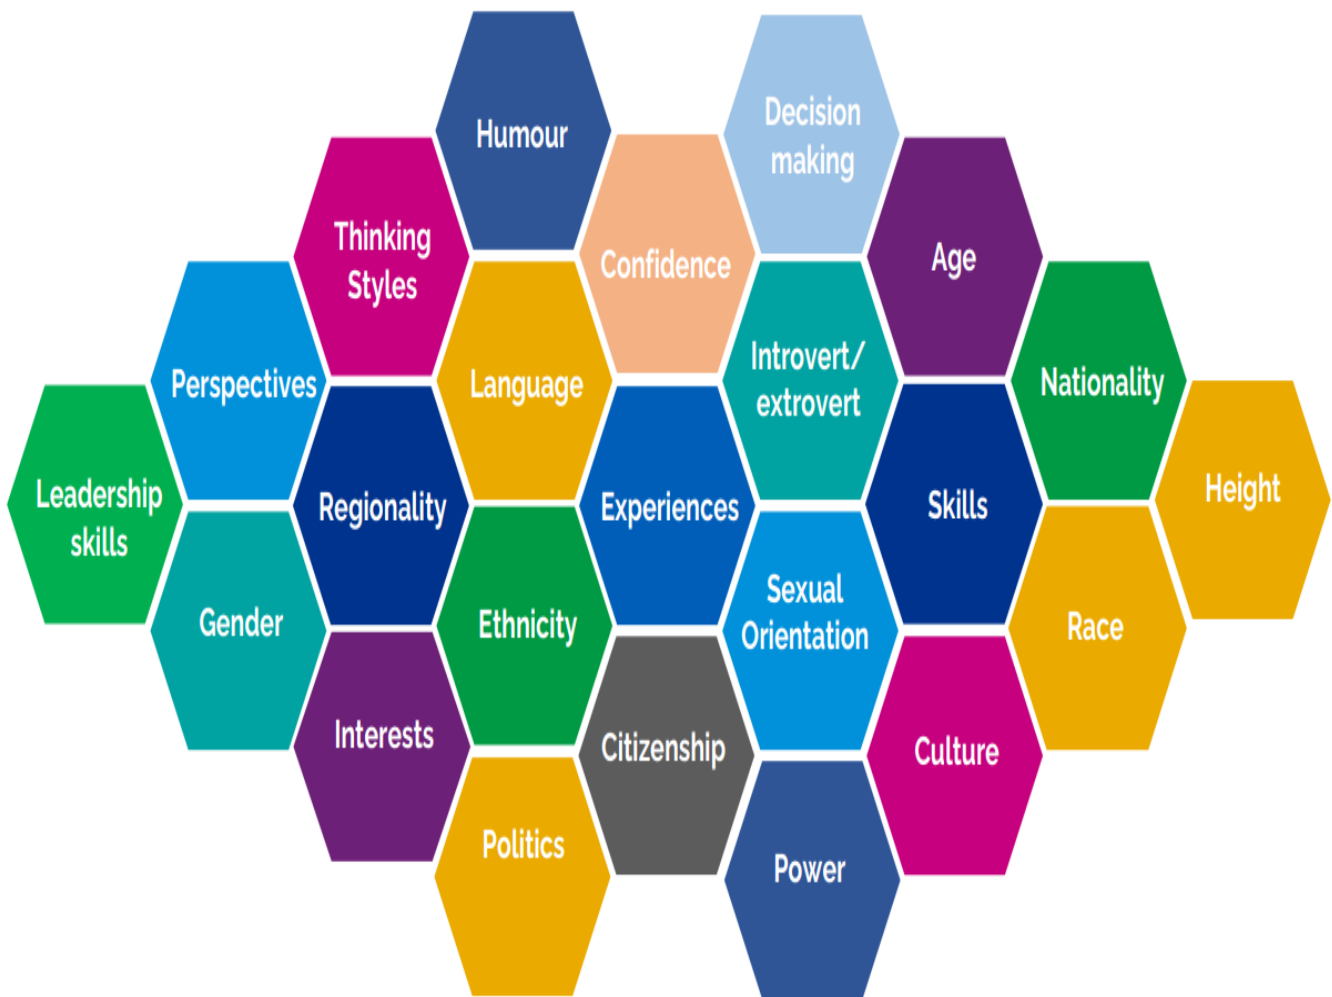 Humour
Decision
making
Thinking
Styles
Confidence
Age
Perspectives
Language
Introvert/
extrovert
Nationality
Leadership
skills
Regionality
Experiences
Skills
Height
Gender
Ethnicity
Sexual
Orientation
Race
Interests
Citizenship
Culture
Politics
Power